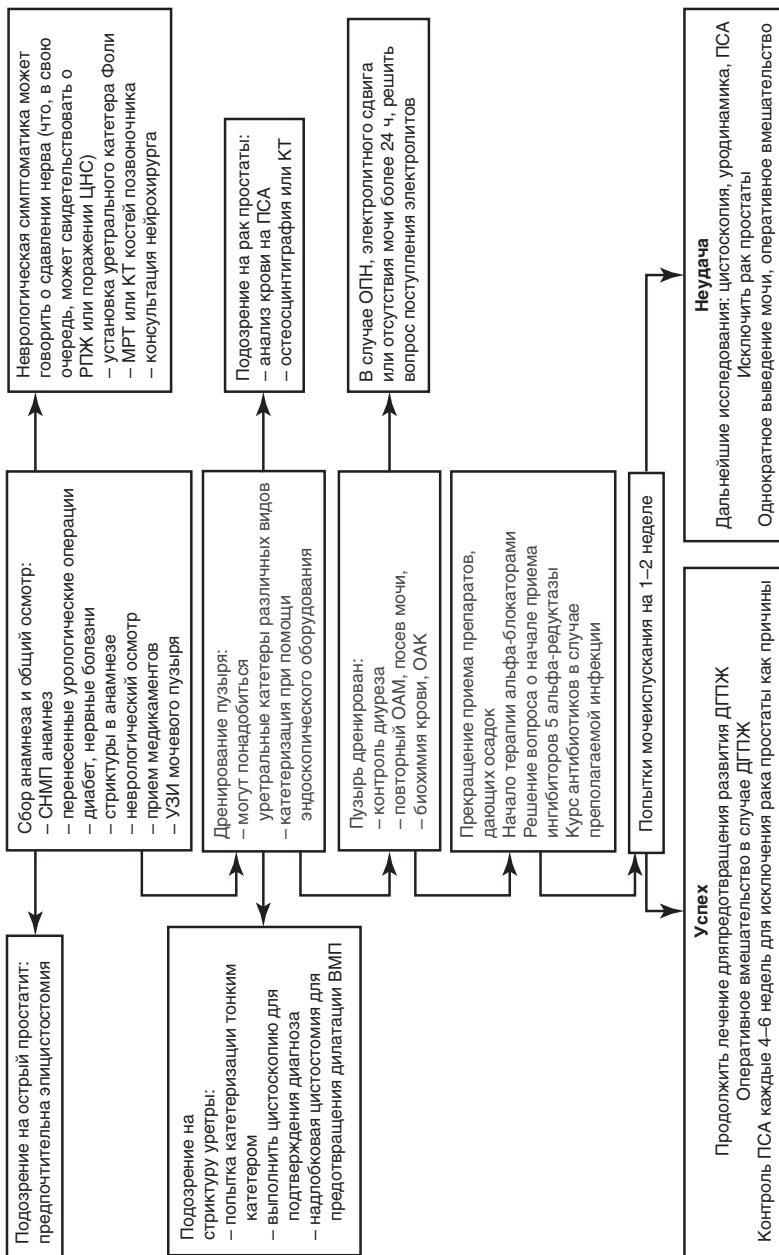 Подозрение на острый простатит:
предпочтительна эпицистостомия
Сбор анамнеза и общий осмотр:
– СНМП анамнез
– перенесенные урологические операции
– диабет, нервные болезни
– стриктуры в анамнезе
– неврологический осмотр
– прием медикаментов
– УЗИ мочевого пузыря
Неврологическая симптоматика может
говорить о сдавлении нерва (что, в свою
очередь, может свидетельствовать о
РПЖ или поражении ЦНС)
– установка уретрального катетера Фоли
– МРТ или КТ костей позвоночника
– консультация нейрохирурга
Подозрение на
стриктуру уретры:
– попытка катетеризации тонким
катетером
– выполнить цистоскопию для
подтверждения диагноза
– надлобковая цистостомия для
предотвращения дилатации ВМП
Дренирование пузыря:
– могут понадобиться
уретральные катетеры различных видов
– катетеризация при помощи
эндоскопического оборудования
Подозрение на рак простаты:
– анализ крови на ПСА
– остеосцинтиграфия или КТ
Пузырь дренирован:
– контроль диуреза
– повторный ОАМ, посев мочи,
– биохимия крови, ОАК
В случае ОПН, электролитного сдвига
или отсутствия мочи более 24 ч, решить
вопрос поступления электролитов
Прекращение приема препаратов,
дающих осадок
Начало терапии альфа-блокаторами
Решение вопроса о начале приема
ингибиторов 5 альфа-редуктазы
Курс антибиотиков в случае
преполагаемой инфекции
Попытки мочеиспускания на 1–2 неделе
Успех
Продолжить лечение дляпредотвращения развития ДГПЖ
Оперативное вмешательство в случае ДГПЖ
Контроль ПСА каждые 4–6 недель для исключения рака простаты как причины
Неудача
Дальнейшие исследования: цистоскопия, уродинамика, ПСА
Исключить рак простаты
Однократное выведение мочи, оперативное вмешательство